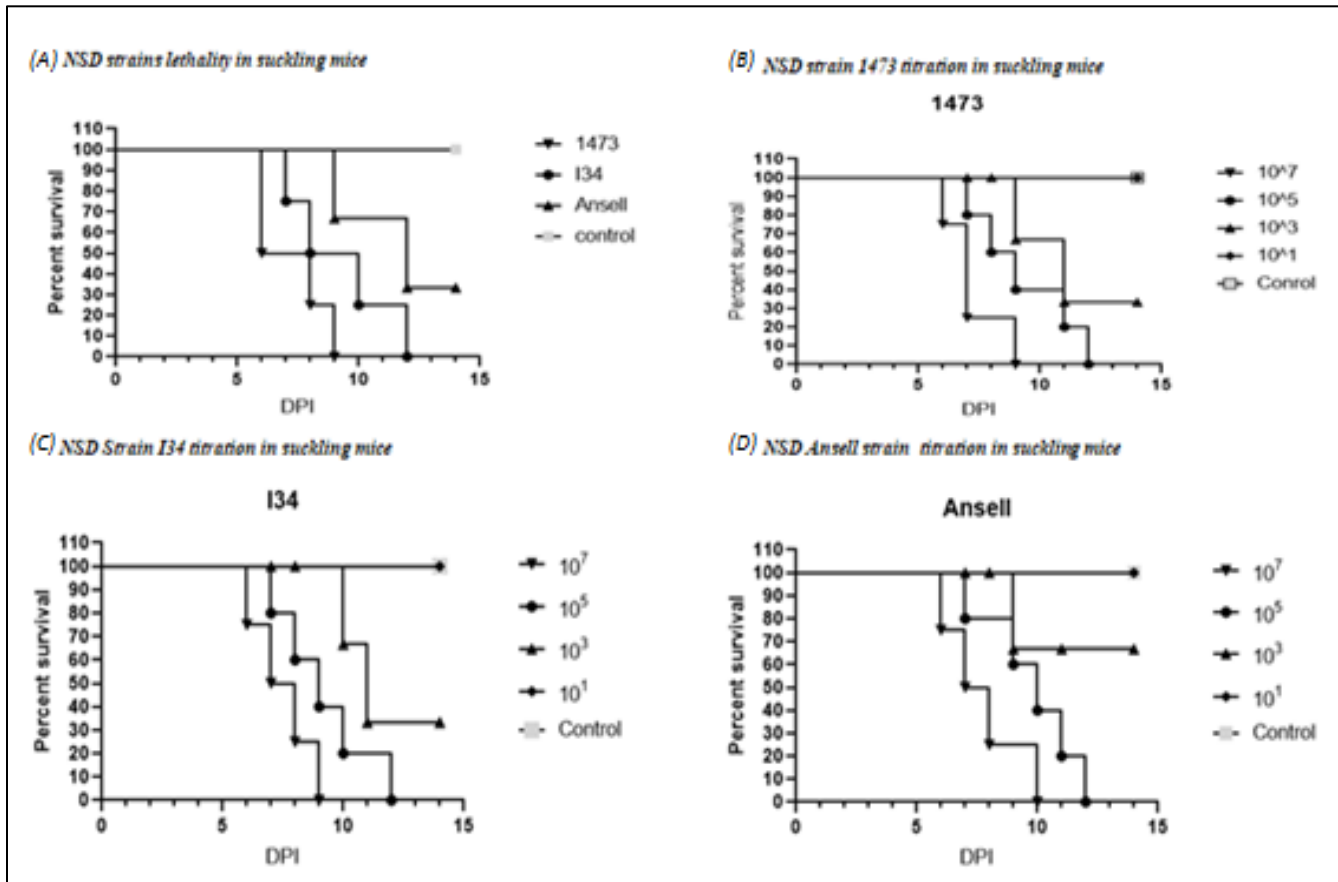 (A) NSD strains lethality in suckling mice
110
100
90
80
70
60
50
40
30
20
10
0
Percent survival
0 5 10 15
DPI
1473
I34
Ansell
control
(B) NSD strain 1473 titration in suckling mice
1473
110
100
90
80
70
60
50
40
30
20
10
0
Percent survival
0 5 10 15
DPI
10^7
10^5
10^3
10^1
Conrol
(C) NSD Strain I34 titration in suckling mice
I34
110
100
90
80
70
60
50
40
30
20
10
0
Percent survival
0 5 10 15
DPI
10⁷
10⁵
10³
10¹
Control
(D) NSD Ansell strain titration in suckling mice
Ansell
110
100
90
80
70
60
50
40
30
20
10
0
Percent survival
0 5 10 15
DPI
10⁷
10⁵
10³
10¹
Control